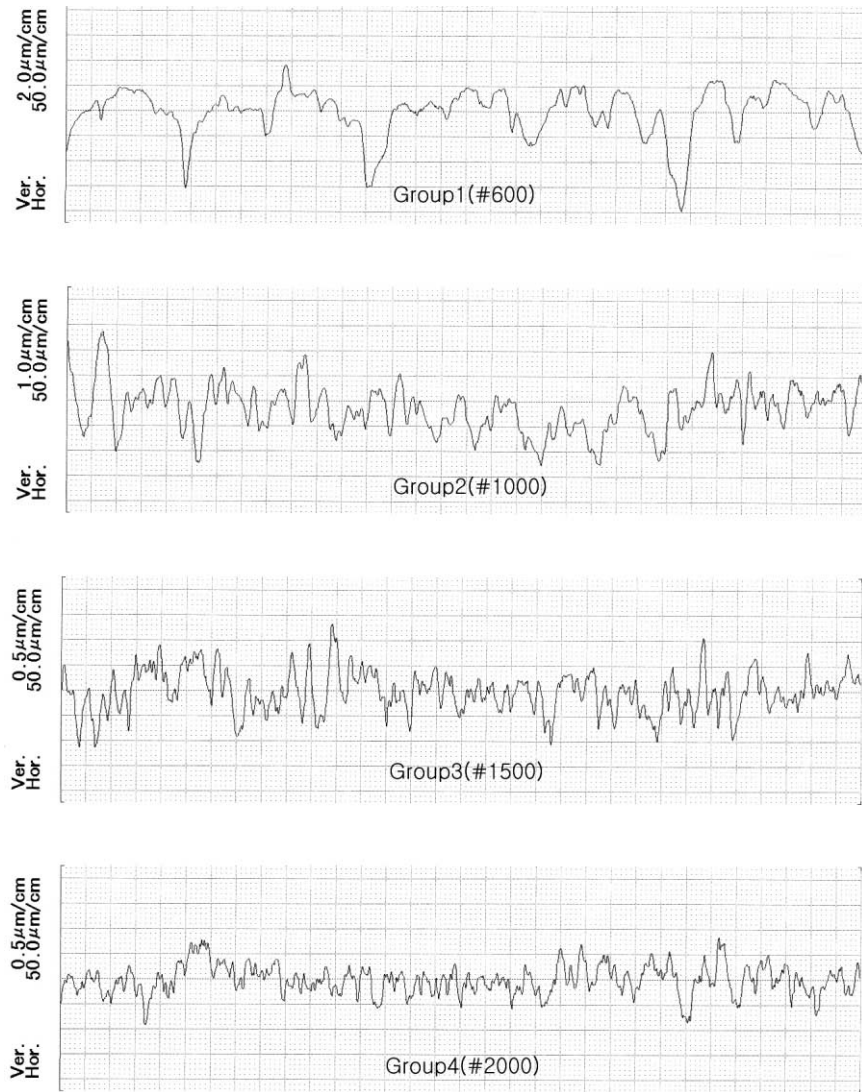 Ver. 2.0μm/cm
Hor. 50.0μm/cm
Group1(#600)
Ver. 1.0μm/cm
Hor. 50.0μm/cm
Group2(#1000)
Ver. 0.5μm/cm
Hor. 50.0μm/cm
Group3(#1500)
Ver. 0.5μm/cm
Hor. 50.0μm/cm
Group4(#2000)